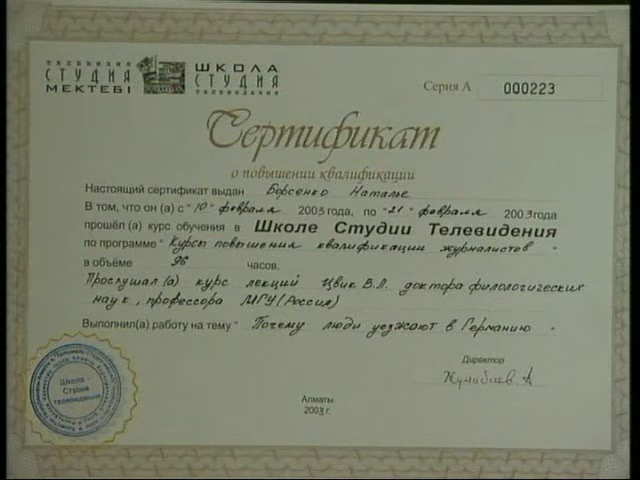 ТЕЛЕВИЗИЯ
СТУДИЯ
МЕКТЕБІ
ШКОЛА
СТУДИЯ
ТЕЛЕВИДЕНИЯ
Серия А 000223
Сертификат
о повышении квалификации
Настоящий сертификат выдан Борсенко Наталье
В том, что он (а) с "10" февраля 2003 года, по "21" февраля 2003 года
прошёл (а) курс обучения в Школе Студии Телевидения
по программе "Курсы повышения квалификации журналистов"
в объёме 96 часов.
Прослушал (а) курс лекций Цвик В.Л. доктора филологических
наук, профессора МГУ (Россия)
Выполнил(а) работу на тему "Почему люди уезжают в Германию"
Директор
Алматы
2003 г.
Школа -
Студия
телевидения